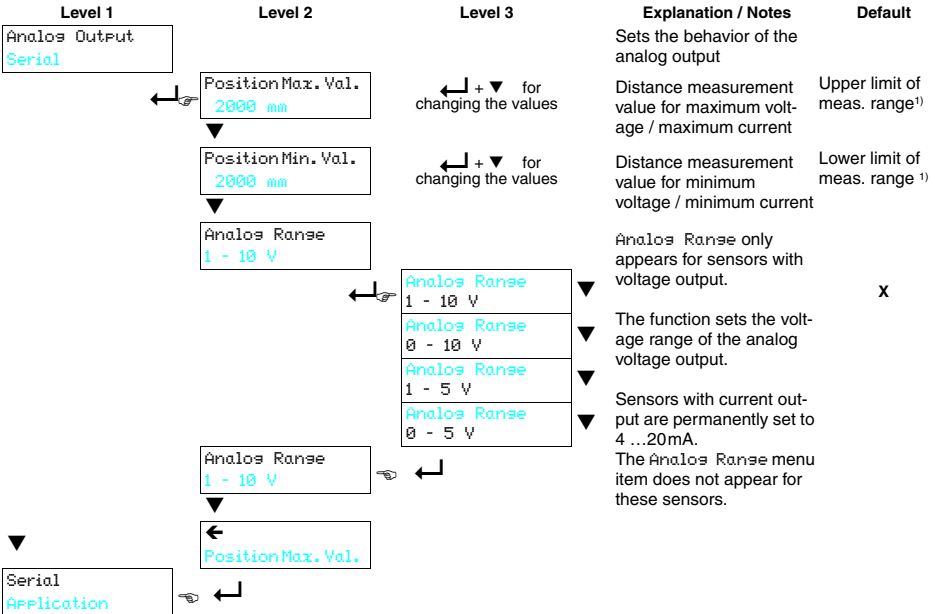 Level 1 Level 2 Level 3 Explanation / Notes Default
Analog Output
Serial
Sets the behavior of the
analog output
Position Max. Val.
2000 mm
+ ▼ for
changing the values
Distance measurement
value for maximum volt-
age / maximum current
Upper limit of
meas. range1)
Position Min. Val.
2000 mm
+ ▼ for
changing the values
Distance measurement
value for minimum
voltage / minimum current
Lower limit of
meas. range 1)
Analog Range
1 - 10 V
Analog Range only
appears for sensors with
voltage output.
Analog Range
1 - 10 V
X
Analog Range
0 - 10 V
The function sets the volt-
age range of the analog
voltage output.
Analog Range
1 - 5 V
Analog Range
0 - 5 V
Sensors with current out-
put are permanently set to
4 …20mA.
The Analog Range menu
item does not appear for
these sensors.
Analog Range
1 - 10 V
Position Max. Val.
Serial
Application